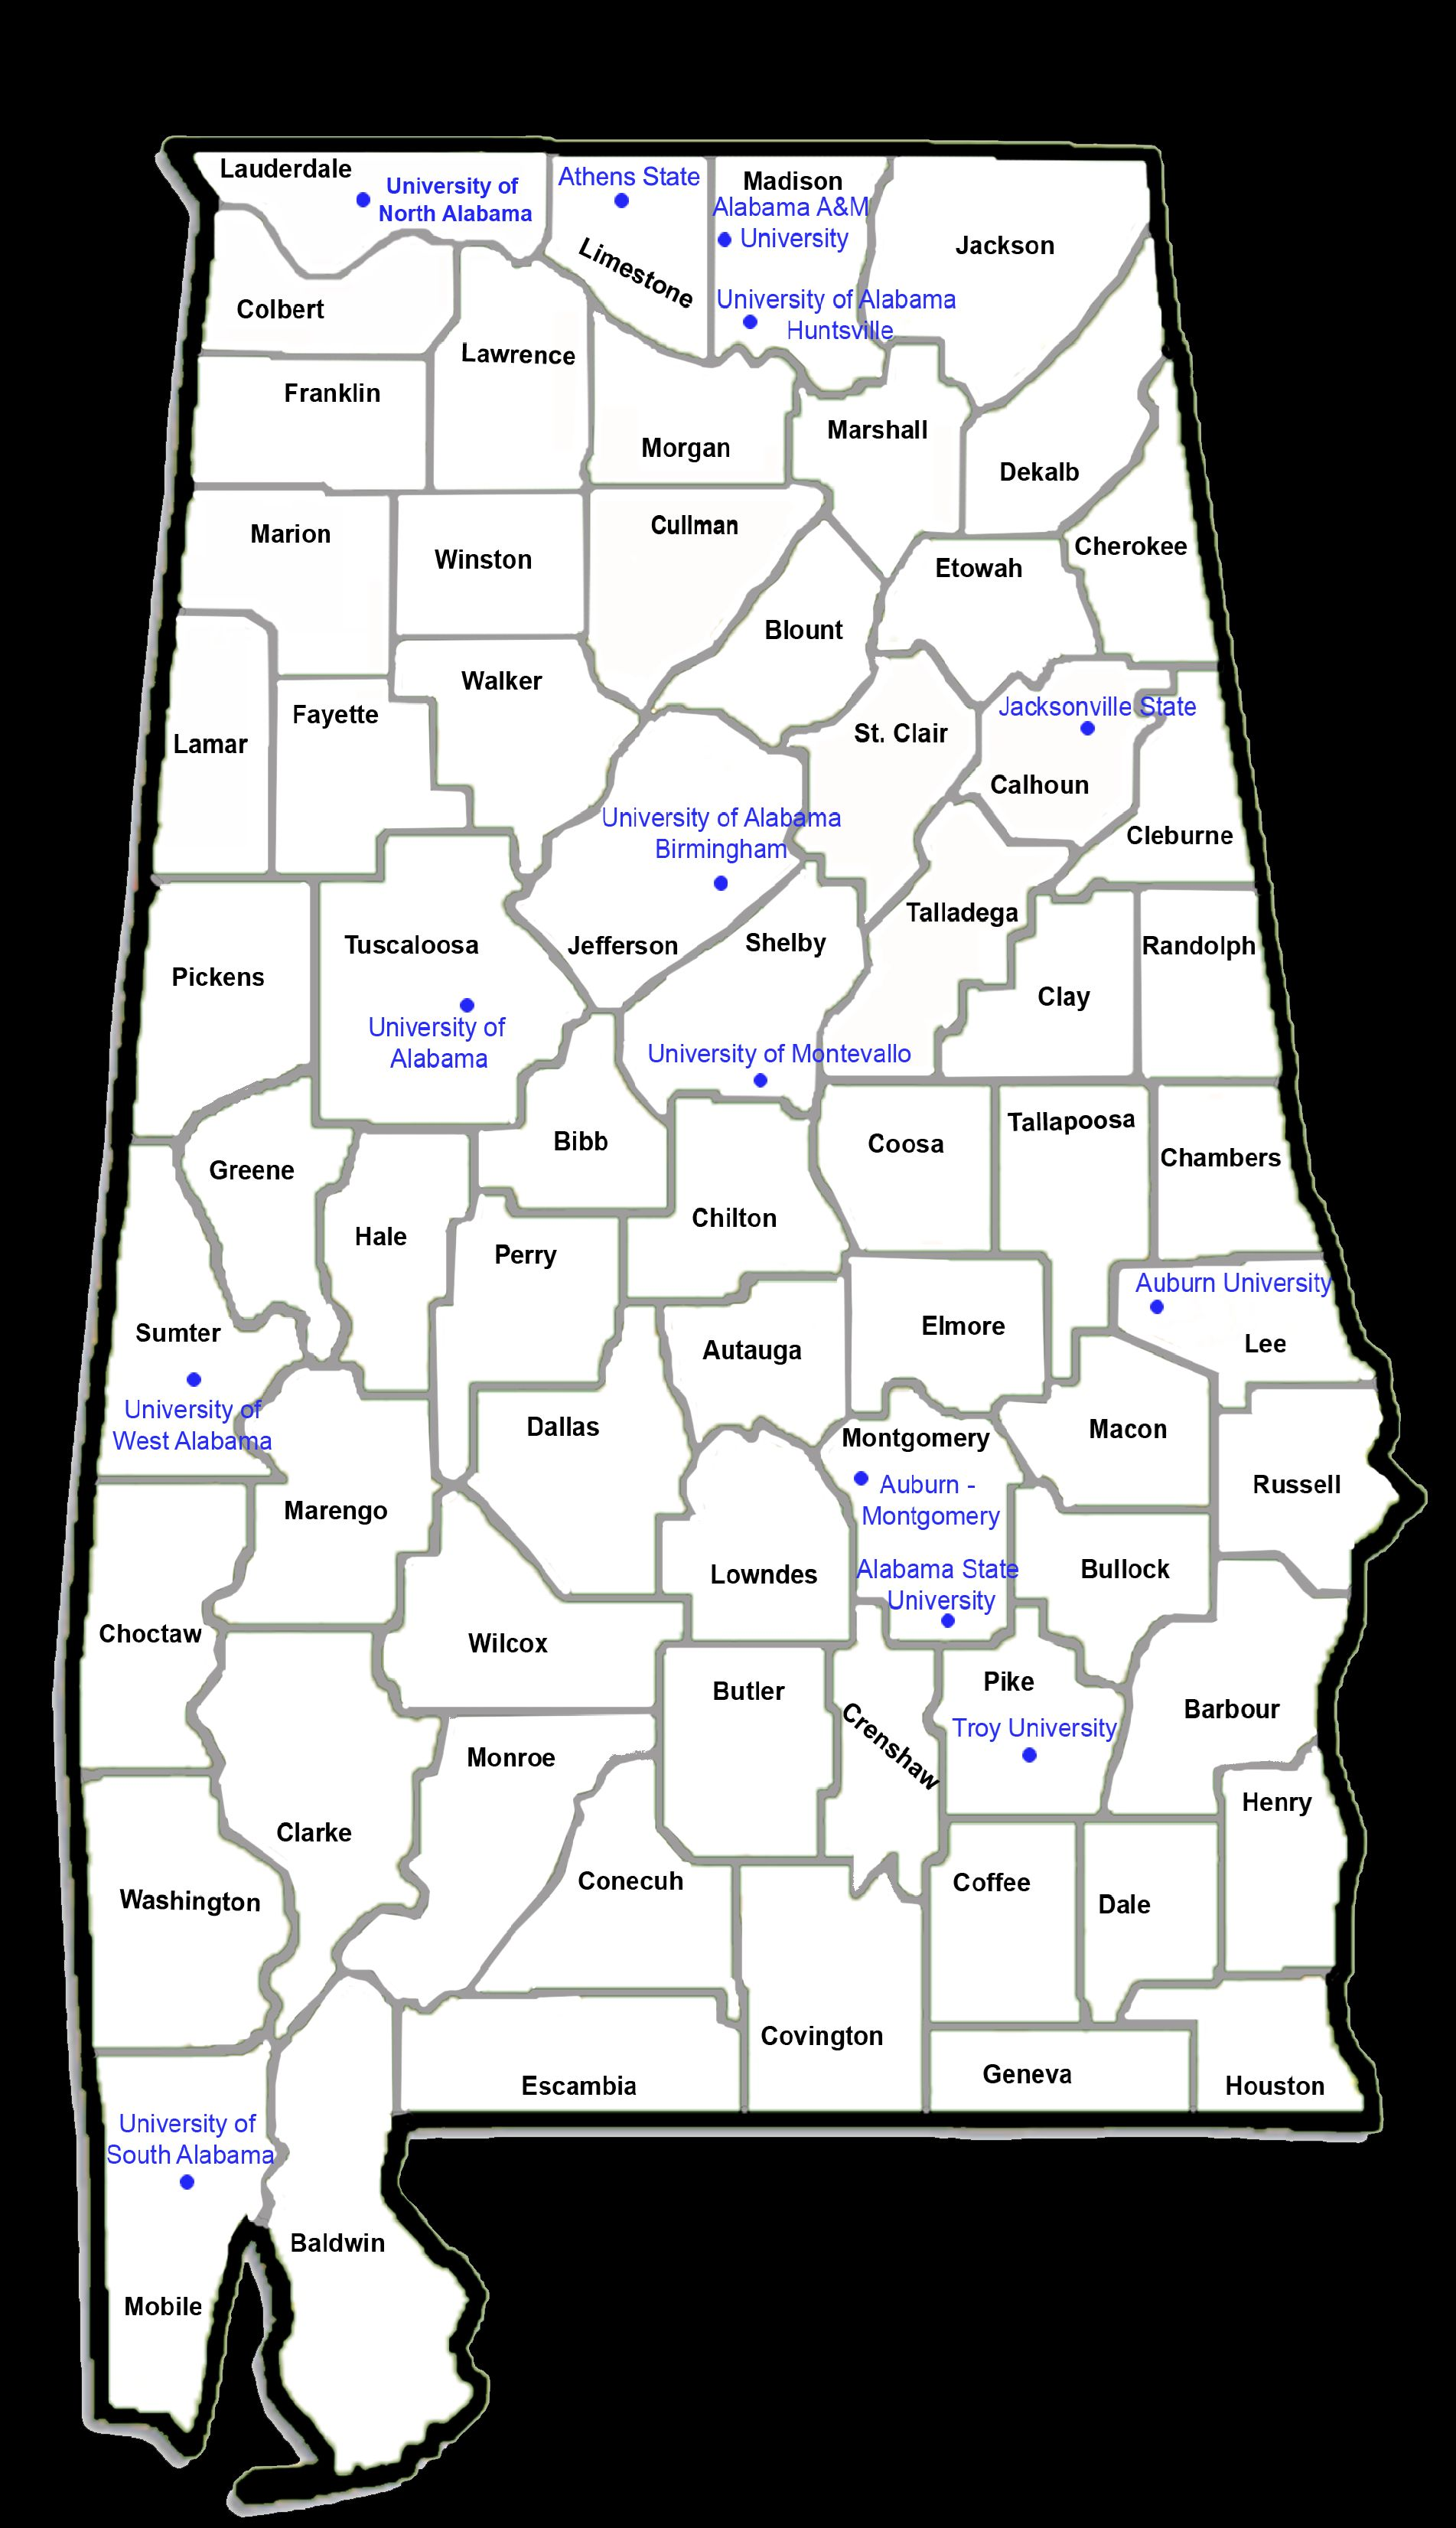 Lauderdale
University of
North Alabama
Athens State
Limestone
Madison
Alabama A&M
University
University of Alabama
Huntsville
Jackson
Colbert
Lawrence
Franklin
Morgan
Marshall
Dekalb
Marion
Winston
Cullman
Etowah
Cherokee
Blount
Walker
Fayette
Lamar
St. Clair
Jacksonville State
Calhoun
Cleburne
University of Alabama
Birmingham
Jefferson
Shelby
Talladega
Randolph
Tuscaloosa
Pickens
Clay
University of
Alabama
University of Montevallo
Bibb
Coosa
Tallapoosa
Chambers
Greene
Hale
Perry
Chilton
Sumter
Autauga
Elmore
Auburn University
Lee
University of
West Alabama
Dallas
Montgomery
Auburn -
Montgomery
Macon
Russell
Marengo
Lowndes
Alabama State
University
Bullock
Choctaw
Wilcox
Butler
Crenshaw
Pike
Troy University
Barbour
Monroe
Henry
Clarke
Washington
Conecuh
Coffee
Dale
Covington
Escambia
Geneva
Houston
University of
South Alabama
Baldwin
Mobile